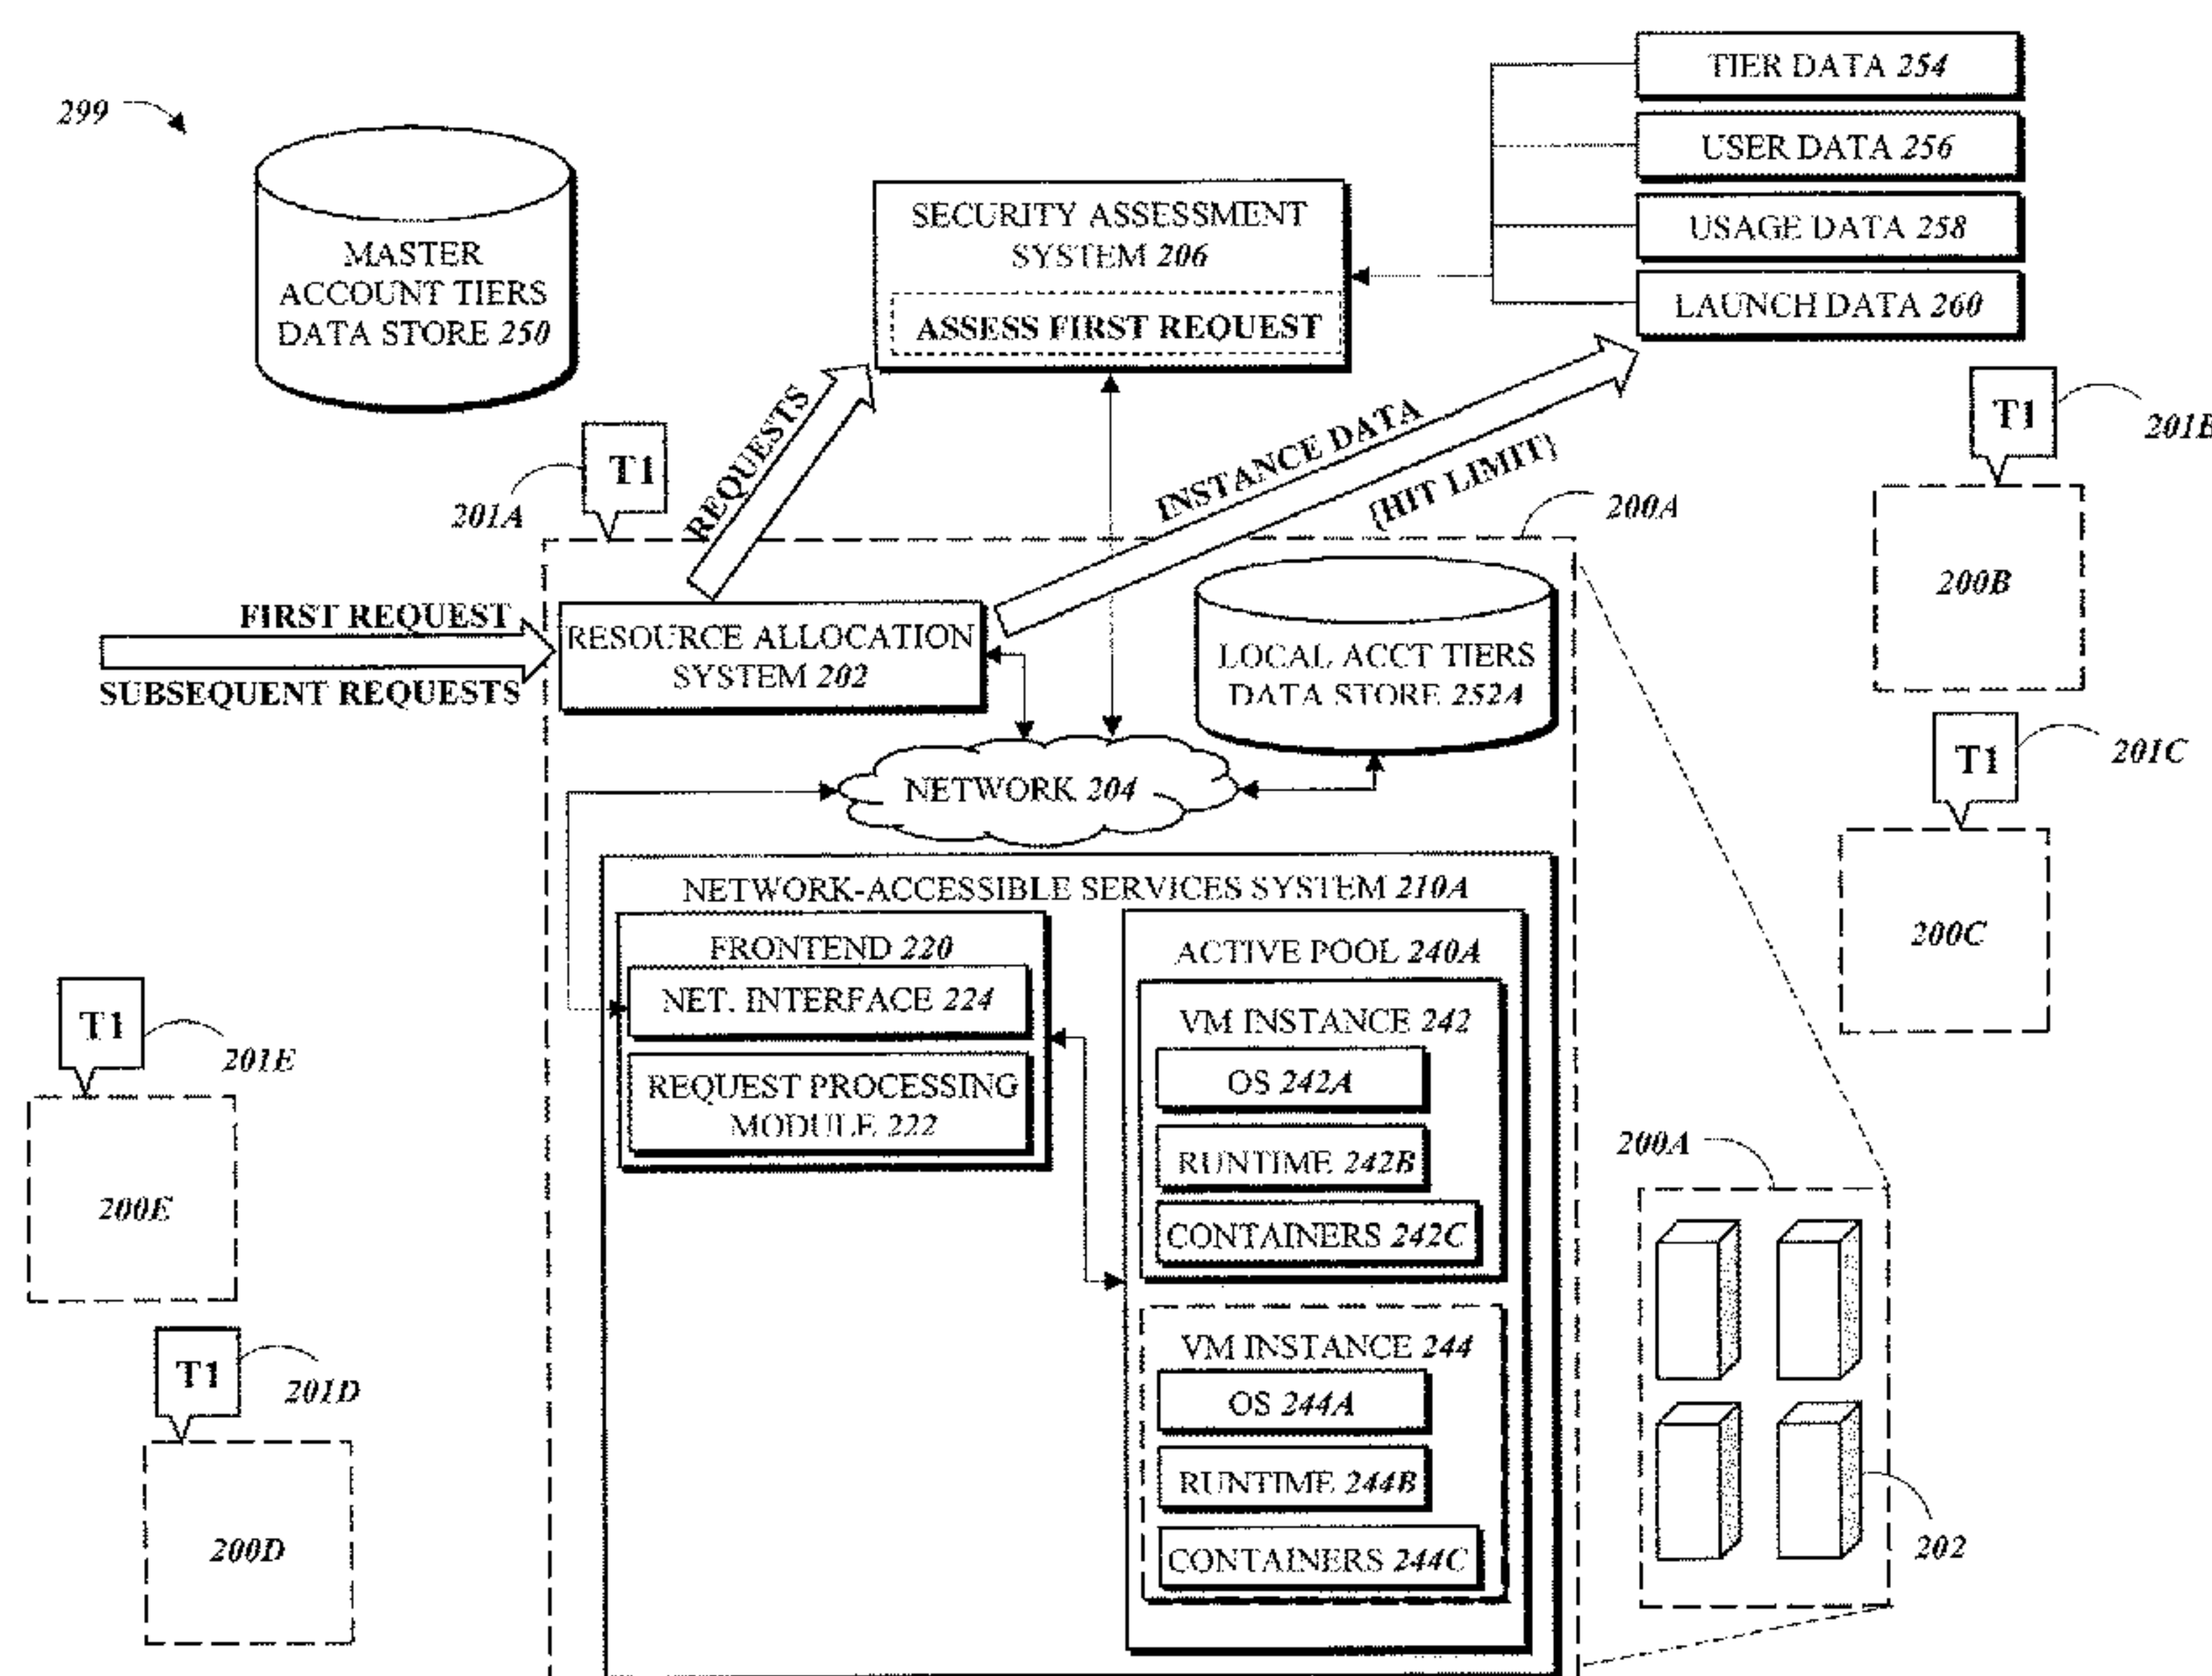 299
MASTER
ACCOUNT TIERS
DATA STORE 250
SECURITY ASSESSMENT
SYSTEM 206
ASSESS FIRST REQUEST
TIER DATA 254
USER DATA 256
USAGE DATA 258
LAUNCH DATA 260
T1
201A
REQUESTS
INSTANCE DATA
{HIT LIMIT}
200A
T1
201B
200B
FIRST REQUEST
SUBSEQUENT REQUESTS
RESOURCE ALLOCATION
SYSTEM 202
LOCAL ACCT TIERS
DATA STORE 252A
NETWORK 204
T1
201C
200C
NETWORK-ACCESSIBLE SERVICES SYSTEM 210A
FRONTEND 220
NET. INTERFACE 224
REQUEST PROCESSING
MODULE 222
ACTIVE POOL 240A
VM INSTANCE 242
OS 242A
RUNTIME 242B
CONTAINERS 242C
VM INSTANCE 244
OS 244A
RUNTIME 244B
CONTAINERS 244C
T1
201E
200E
T1
201D
200D
200A
202